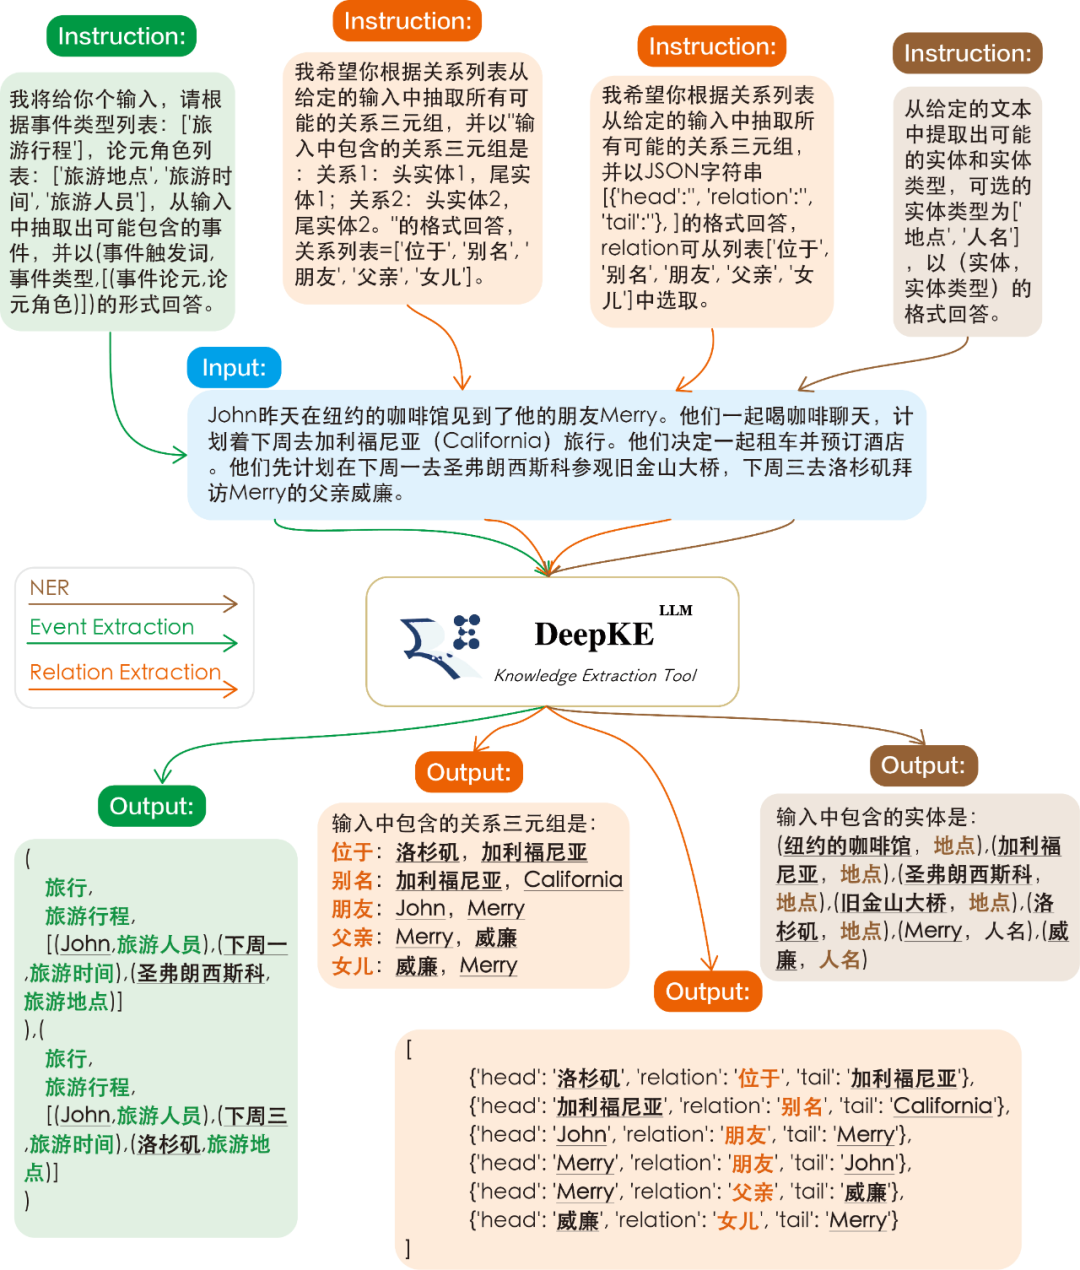 Instruction:
我将给你个输入，请根
据事件类型列表：['旅
游行程']，论元角色列
表：['旅游地点', '旅游时
间', '旅游人员']，从输入
中抽取出可能包含的事
件，并以(事件触发词,
事件类型,[(事件论元,论
元角色)])的形式回答。
Instruction:
我希望你根据关系列表从
给定的输入中抽取所有可
能的关系三元组，并以"输
入中包含的关系三元组是
：关系1：头实体1，尾实
体1；关系2：头实体2，
尾实体2。"的格式回答，
关系列表=['位于', '别名', '
朋友', '父亲', '女儿']。
Instruction:
我希望你根据关系列表
从给定的输入中抽取所
有可能的关系三元组，
并以JSON字符串
[{'head':'', 'relation':'',
'tail':''}, ]的格式回答，
relation可从列表['位于',
'别名', '朋友', '父亲', '女
儿']中选取。
Instruction:
从给定的文本
中提取出可能
的实体和实体
类型，可选的
实体类型为['
地点', '人名']
，以（实体，
实体类型）的
格式回答。
Input:
John昨天在纽约的咖啡馆见到了他的朋友Merry。他们一起喝咖啡聊天，计
划着下周去加利福尼亚（California）旅行。他们决定一起租车并预订酒店
。他们先计划在下周一去圣弗朗西斯科参观旧金山大桥，下周三去洛杉矶拜
访Merry的父亲威廉。
NER
Event Extraction
Relation Extraction
DeepKE LLM
Knowledge Extraction Tool
Output:
(
旅行,
旅游行程,
[(John,旅游人员),(下周一
,旅游时间),(圣弗朗西斯科,
旅游地点)]
),(
旅行,
旅游行程,
[(John,旅游人员),(下周三
,旅游时间),(洛杉矶,旅游地
点)]
)
Output:
输入中包含的关系三元组是：
位于：洛杉矶，加利福尼亚
别名：加利福尼亚，California
朋友：John，Merry
父亲：Merry，威廉
女儿：威廉，Merry
Output:
[
{'head': '洛杉矶', 'relation': '位于', 'tail': '加利福尼亚'},
{'head': '加利福尼亚', 'relation': '别名', 'tail': 'California'},
{'head': 'John', 'relation': '朋友', 'tail': 'Merry'},
{'head': 'Merry', 'relation': '朋友', 'tail': 'John'},
{'head': 'Merry', 'relation': '父亲', 'tail': '威廉'},
{'head': '威廉', 'relation': '女儿', 'tail': 'Merry'}
]
Output:
输入中包含的实体是：
(纽约的咖啡馆，地点),(加利福
尼亚，地点),(圣弗朗西斯科，
地点),(旧金山大桥，地点),(洛
杉矶，地点),(Merry，人名),(威
廉，人名)